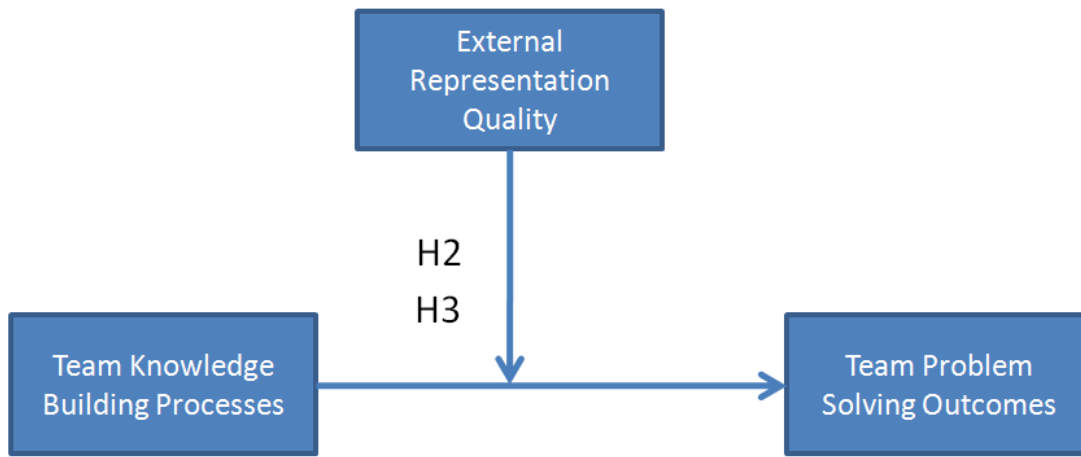 External
Representation
Quality
H2
H3
Team Knowledge
Building Processes
Team Problem
Solving Outcomes